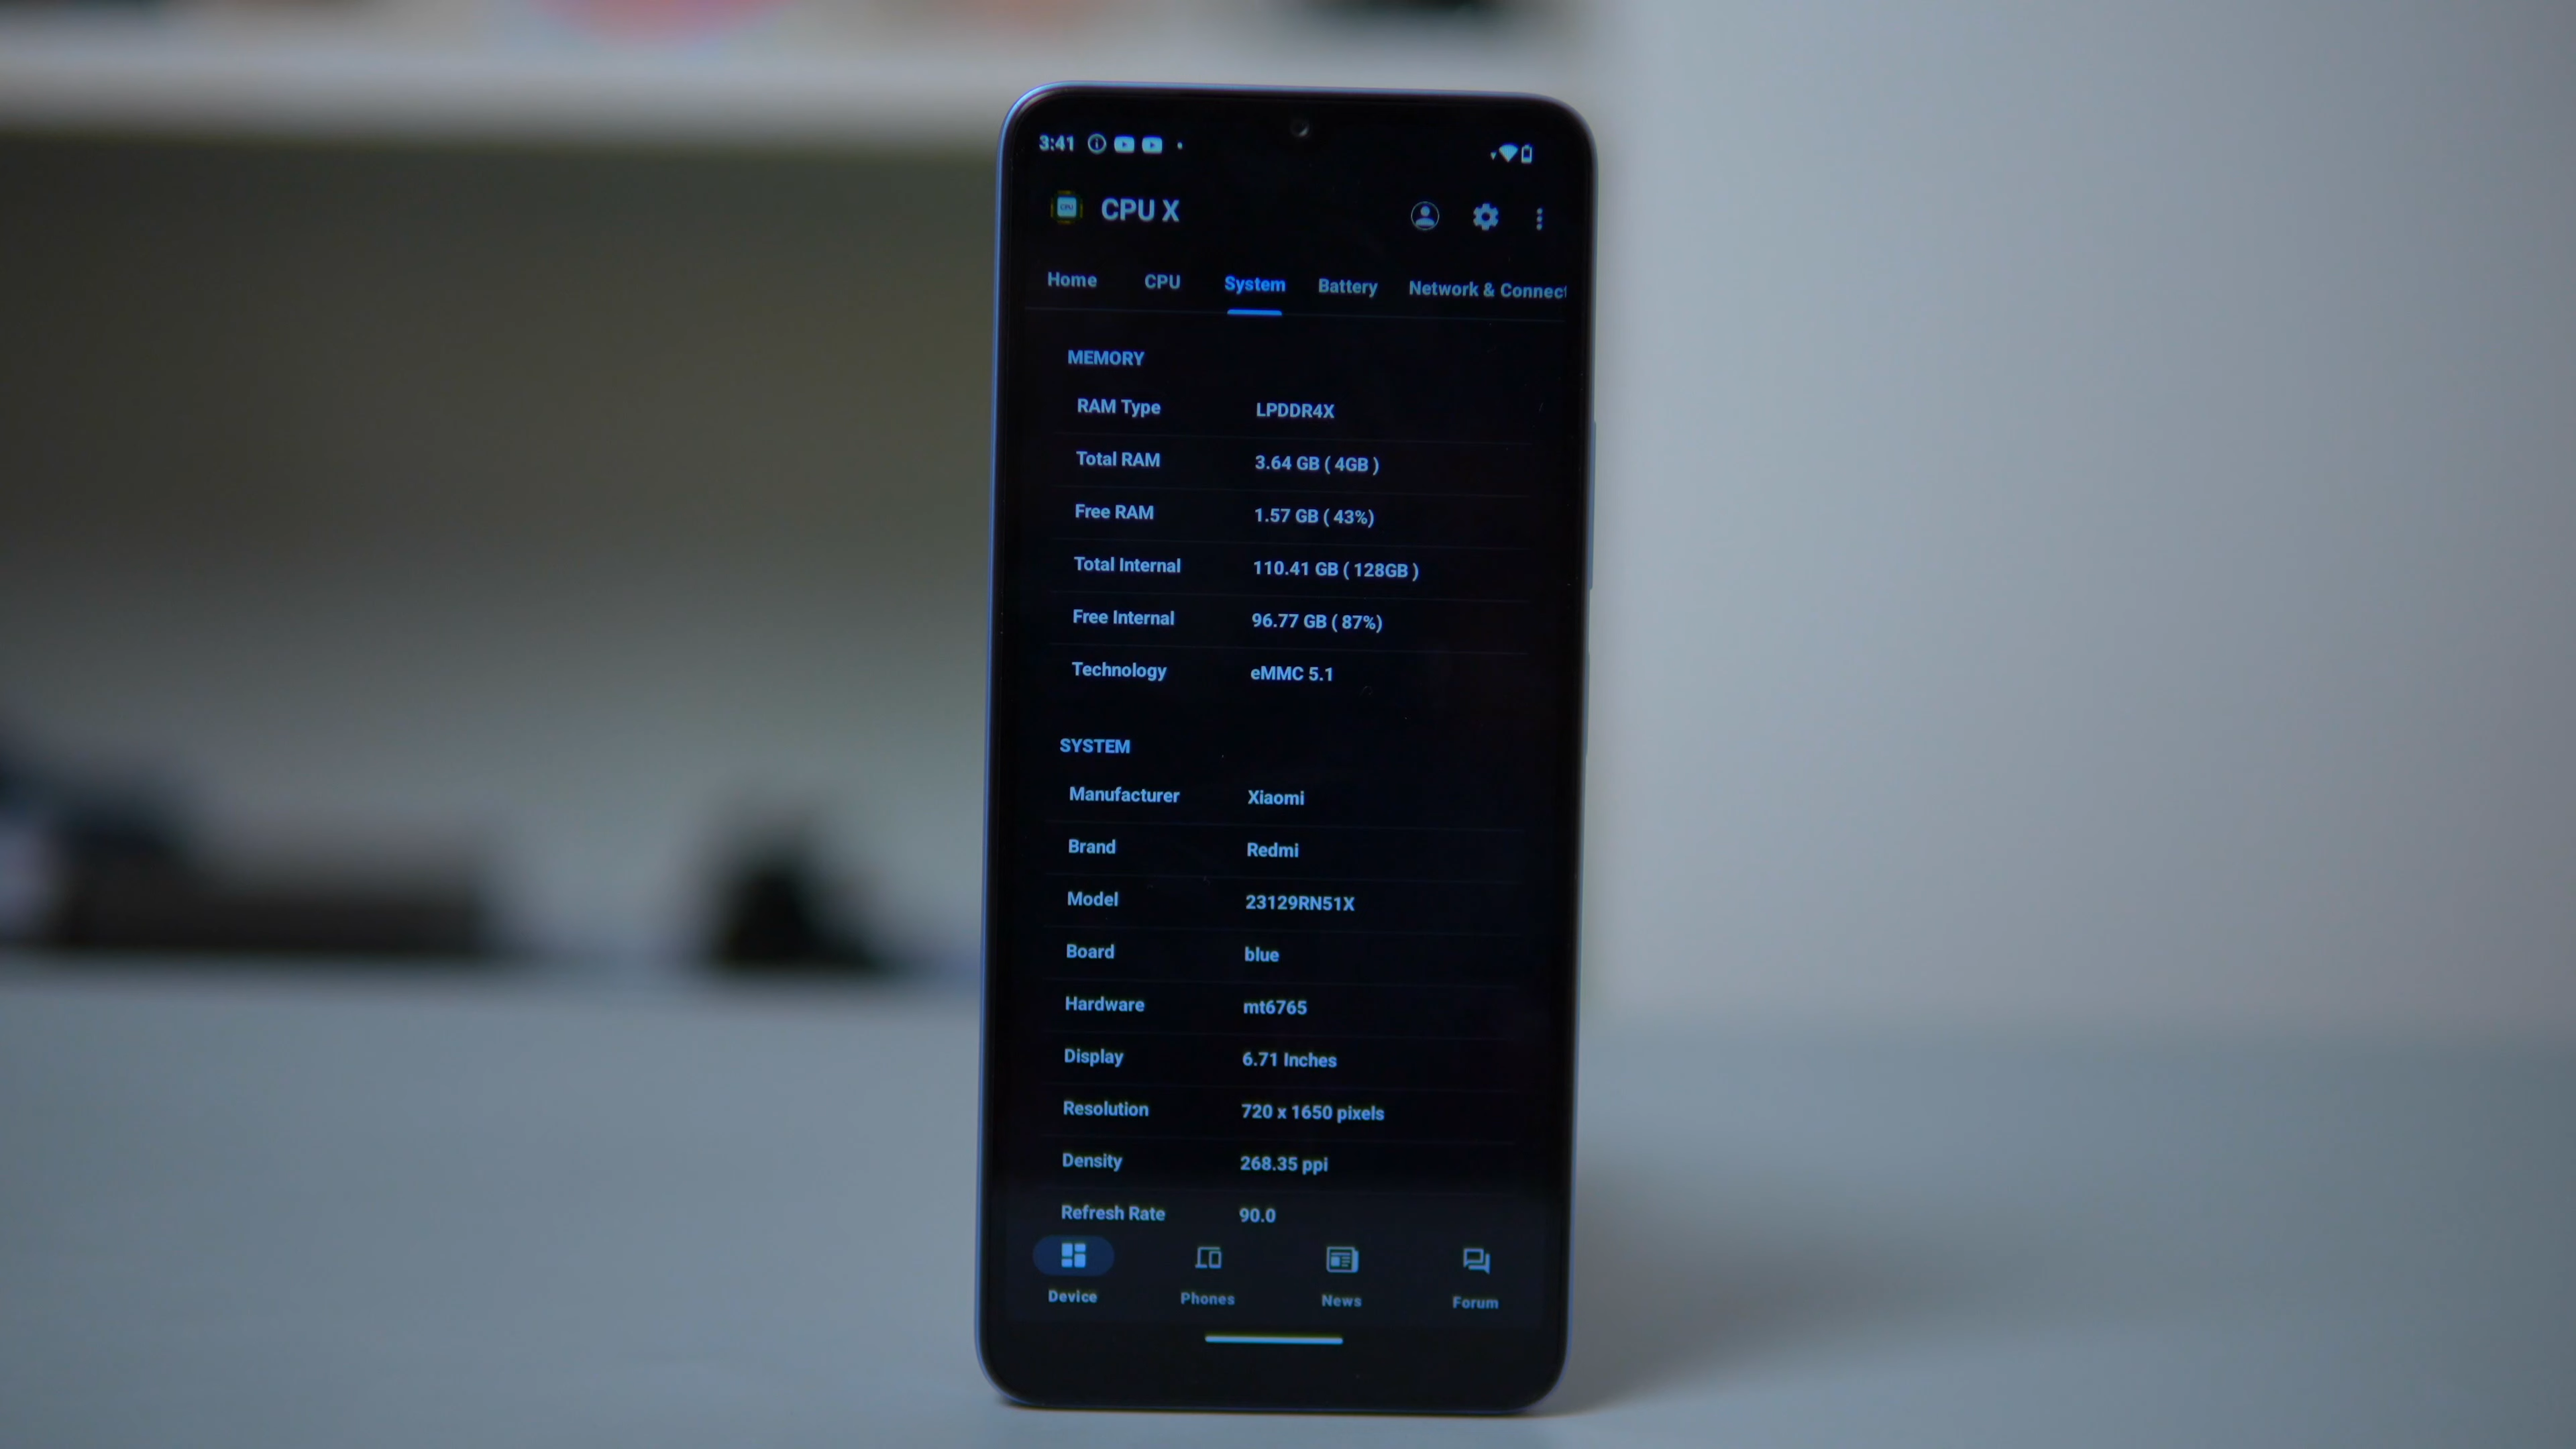 3:41
CPU X
Home CPU System Battery Network & Connect
MEMORY
RAM Type LPDDR4X
Total RAM 3.64 GB ( 4GB )
Free RAM 1.57 GB ( 43%)
Total Internal 110.41 GB ( 128GB )
Free Internal 96.77 GB ( 87%)
Technology eMMC 5.1
SYSTEM
Manufacturer Xiaomi
Brand Redmi
Model 23129RN51X
Board blue
Hardware mt6765
Display 6.71 Inches
Resolution 720 x 1650 pixels
Density 268.35 ppi
Refresh Rate 90.0
Device Phones News Forum